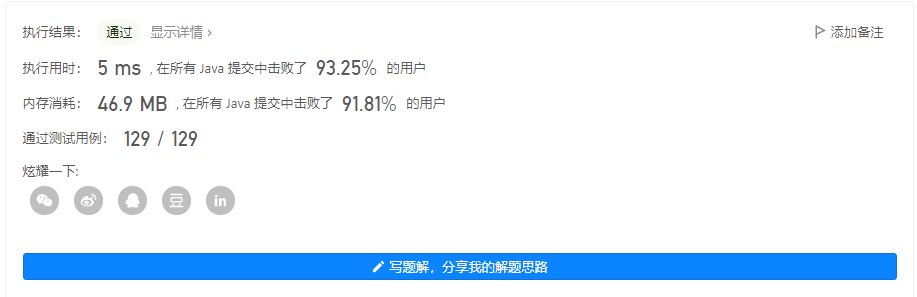 执行结果： 通过 显示详情 › 添加备注
执行用时： 5 ms , 在所有 Java 提交中击败了 93.25% 的用户
内存消耗： 46.9 MB , 在所有 Java 提交中击败了 91.81% 的用户
通过测试用例： 129 / 129
炫耀一下:
豆 in
写题解，分享我的解题思路